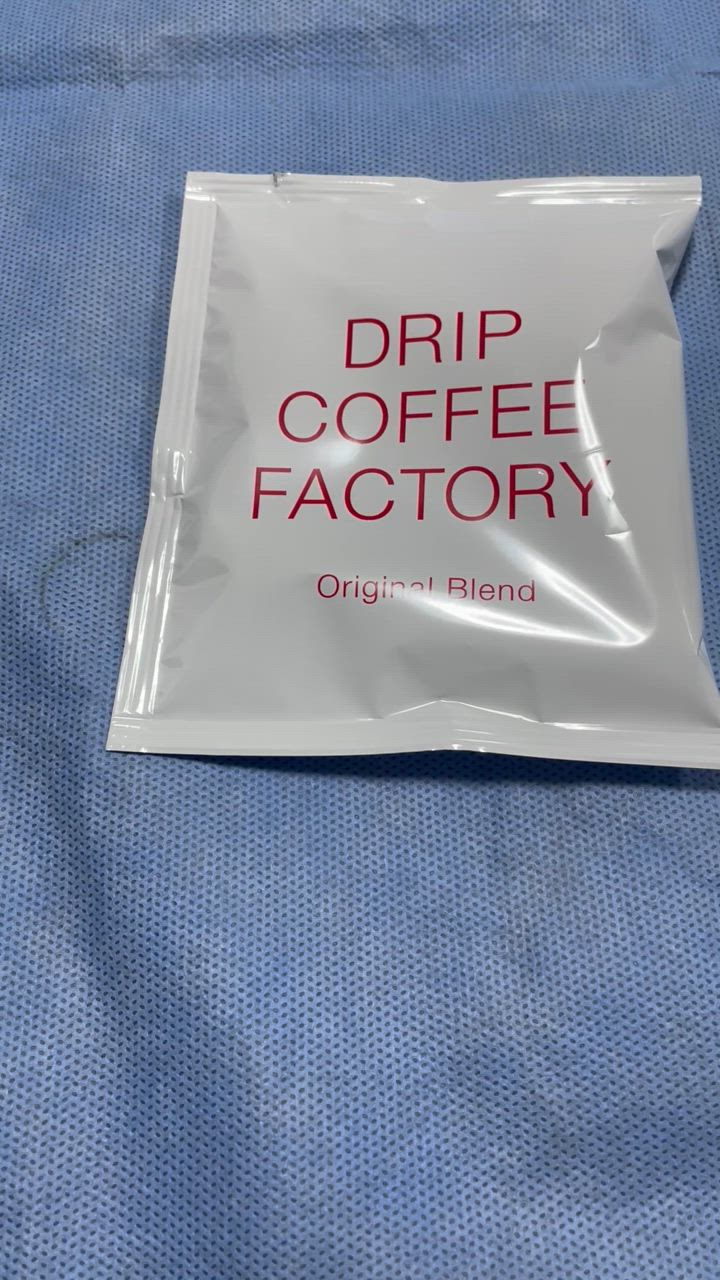 DRIP
COFFEE
FACTORY
Original Blend